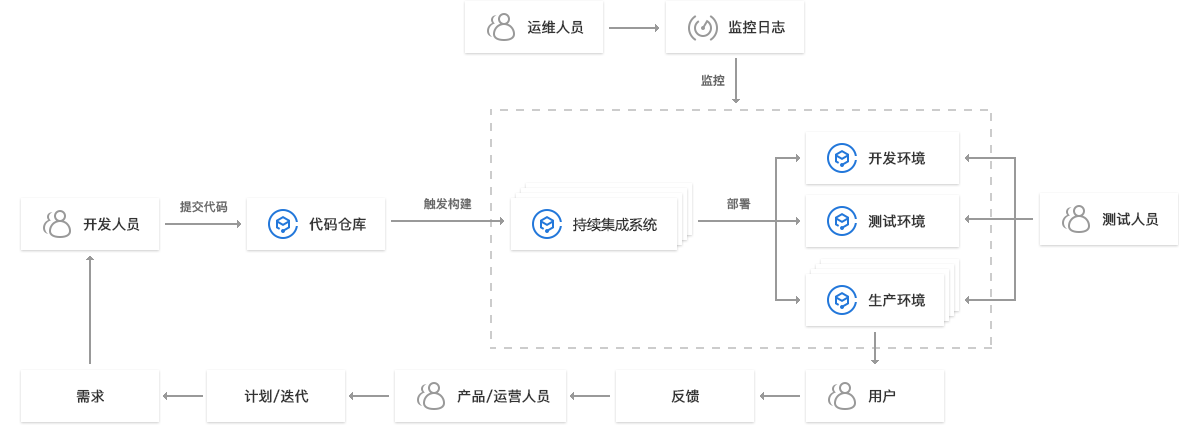 运维人员
监控日志
监控
开发环境
提交代码
触发构建
部署
开发人员
代码仓库
持续集成系统
测试环境
测试人员
生产环境
需求
计划/迭代
产品/运营人员
反馈
用户